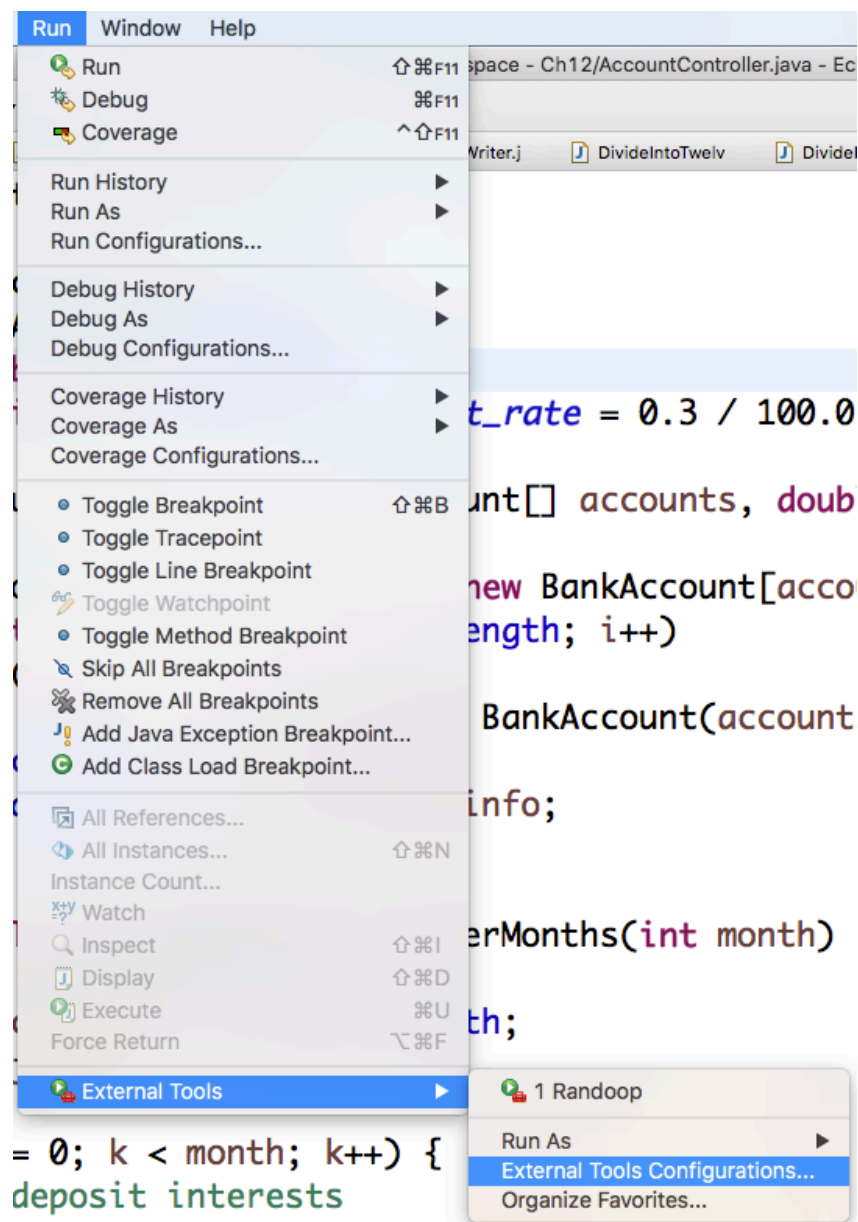 Run Window Help
space - Ch12/AccountController.java - Ec
Run ⇧⌘F11
Debug ⌘F11
Coverage ^⇧F11
Writer.j DivideIntoTwelv Divide
Run History ▶
Run As ▶
Run Configurations...
Debug History ▶
Debug As ▶
Debug Configurations...
Coverage History ▶
t_rate = 0.3 / 100.0
Coverage As ▶
Coverage Configurations...
Toggle Breakpoint ⇧⌘B
unt[] accounts, doub
Toggle Tracepoint
Toggle Line Breakpoint
new BankAccount[acco
Toggle Watchpoint
Toggle Method Breakpoint
ength; i++)
Skip All Breakpoints
Remove All Breakpoints
BankAccount(account
Add Java Exception Breakpoint...
Add Class Load Breakpoint...
info;
All References...
All Instances... ⇧⌘N
Instance Count...
Watch
erMonths(int month)
Inspect ⇧⌘I
Display ⇧⌘D
Execute ⌘U
th;
Force Return ⌥⌘F
External Tools ▶
1 Randoop
Run As ▶
= 0; k < month; k++) {
External Tools Configurations...
deposit interests
Organize Favorites...